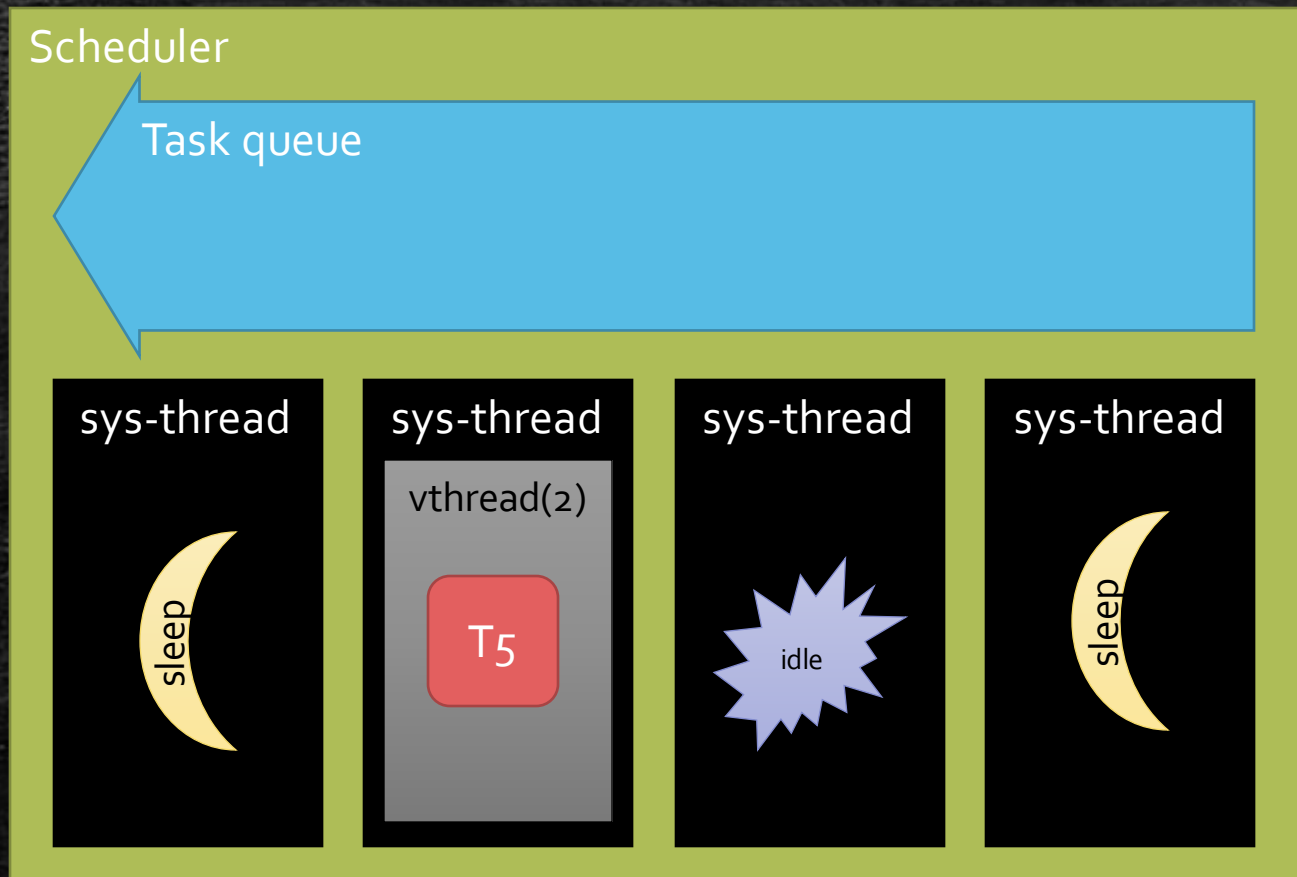 Scheduler
Task queue
sys-thread
sys-thread
sys-thread
sys-thread
vthread(2)
sleep
T5
idle
sleep